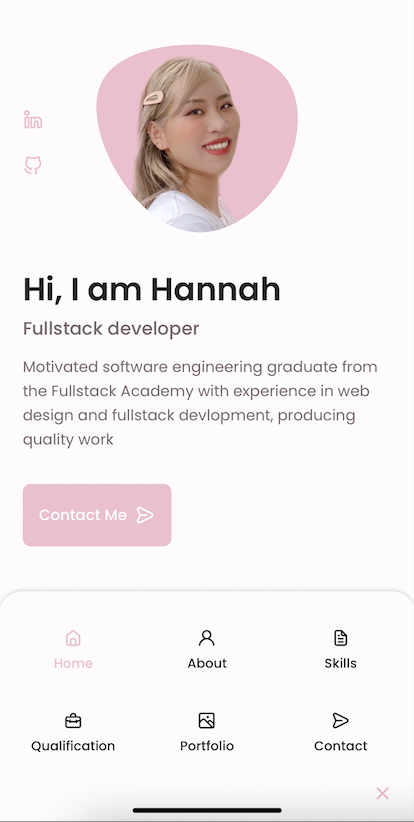 in
Hi, I am Hannah
Fullstack developer
Motivated software engineering graduate from
the Fullstack Academy with experience in web
design and fullstack devlopment, producing
quality work
Contact Me
Home About Skills
Qualification Portfolio Contact